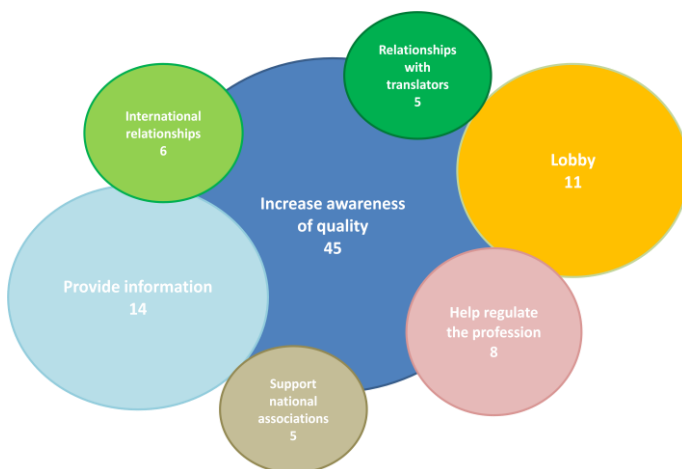 Relationships
with
translators
5
International
relationships
6
Lobby
11
Increase awareness
of quality
45
Provide information
14
Help regulate
the profession
8
Support
national
associations
5